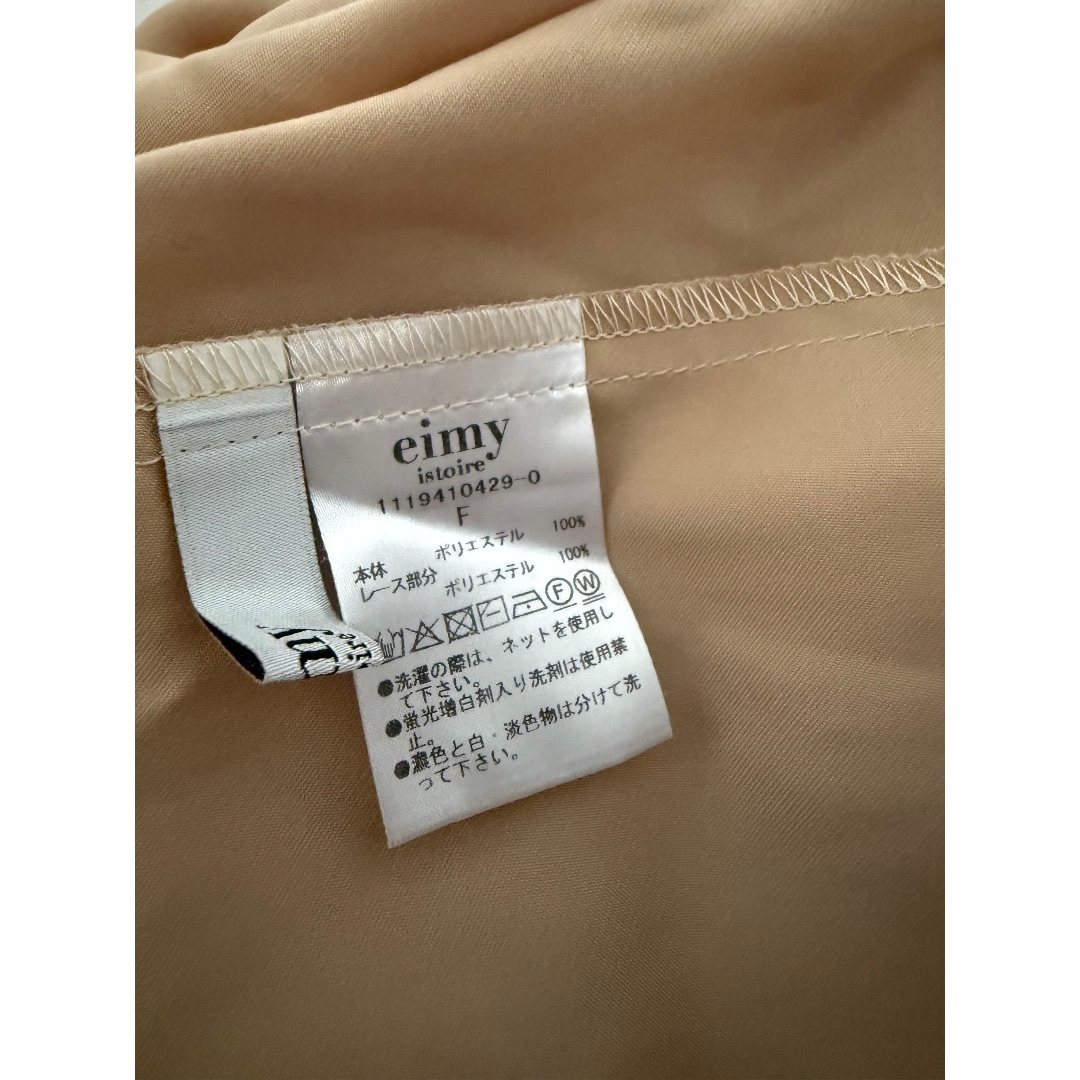 eimy
istoire
1119410429-0
F
本体 ポリエステル 100%
レース部分 ポリエステル 100%
F W
●洗濯の際は、ネットを使用し
て下さい。
●蛍光増白剤入り洗剤は使用禁
止。
●濃色と白・淡色物は分けて洗
って下さい。